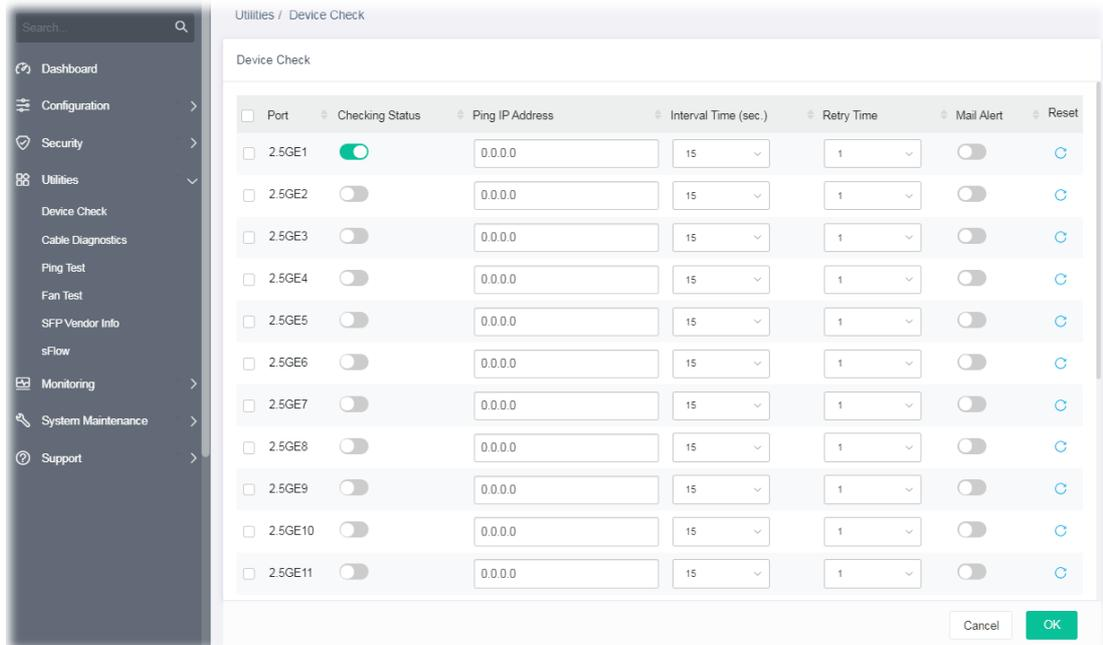 Search...
Dashboard
Configuration
Security
Utilities
Device Check
Cable Diagnostics
Ping Test
Fan Test
SFP Vendor Info
sFlow
Monitoring
System Maintenance
Support
Utilities / Device Check
Device Check
Port Checking Status Ping IP Address Interval Time (sec.) Retry Time Mail Alert Reset
2.5GE1 0.0.0.0 15 1
2.5GE2 0.0.0.0 15 1
2.5GE3 0.0.0.0 15 1
2.5GE4 0.0.0.0 15 1
2.5GE5 0.0.0.0 15 1
2.5GE6 0.0.0.0 15 1
2.5GE7 0.0.0.0 15 1
2.5GE8 0.0.0.0 15 1
2.5GE9 0.0.0.0 15 1
2.5GE10 0.0.0.0 15 1
2.5GE11 0.0.0.0 15 1
Cancel OK